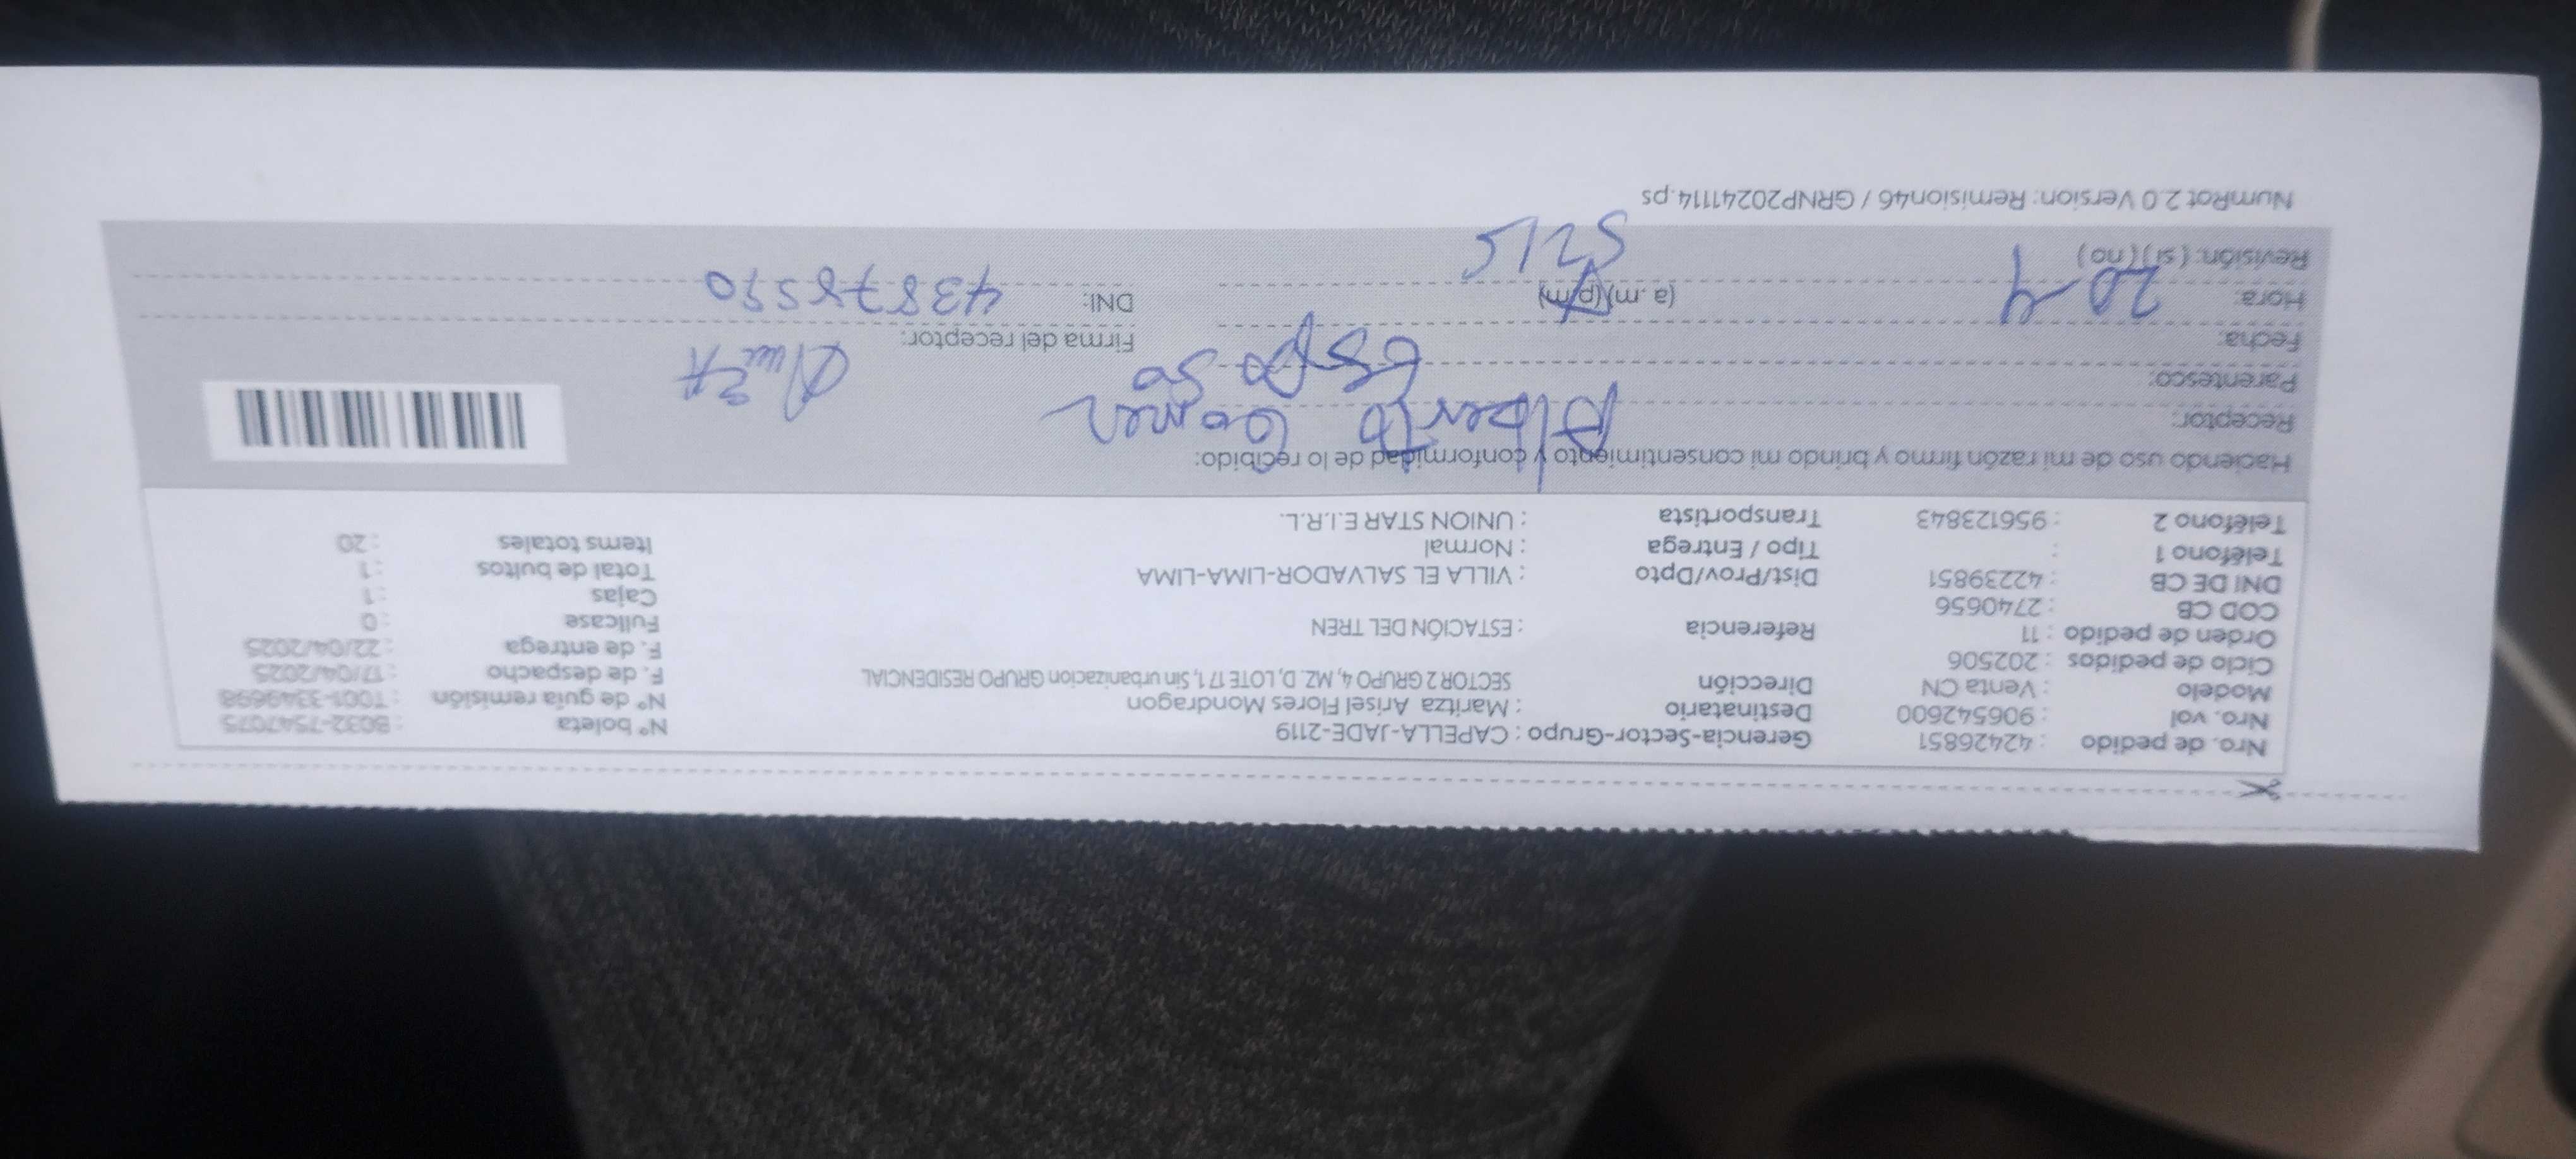 Nro. de pedido : 42426851 Gerencia-Sector-Grupo : CAPELLA-JADE-2119 N° boleta : B032-7547075
Nro. vol : 906542600 Destinatario : Maritza Arisel Flores Mondragon N° de guía remisión : T001-3349698
Modelo : Venta CN Dirección SECTOR 2 GRUPO 4, MZ. D, LOTE 17 1, Sin urbanizacion GRUPO RESIDENCIAL F. de despacho : 17/04/2025
Ciclo de pedidos : 202506 F. de entrega : 22/04/2025
Orden de pedido : 11 Referencia : ESTACIÓN DEL TREN Fullcase : 0
COD CB : 2740656 Cajas : 1
DNI DE CB : 42239851 Dist/Prov/Dpto : VILLA EL SALVADOR-LIMA-LIMA Total de bultos : 1
Teléfono 1 : Tipo / Entrega : Normal Items totales : 20
Teléfono 2 : 956123843 Transportista : UNION STAR E.I.R.L.
Haciendo uso de mi razón firmo y brindo mi consentimiento y conformidad de lo recibido:
Receptor: Alberto
Parentesco: esposo
Fecha: Firma del receptor:
Hora: 20-4 (a.m)(p.m) DNI: 43878590
Revisión: (si)(no) 5215
NumRot 2.0 Version: Remision46 / GRNP20241114.ps